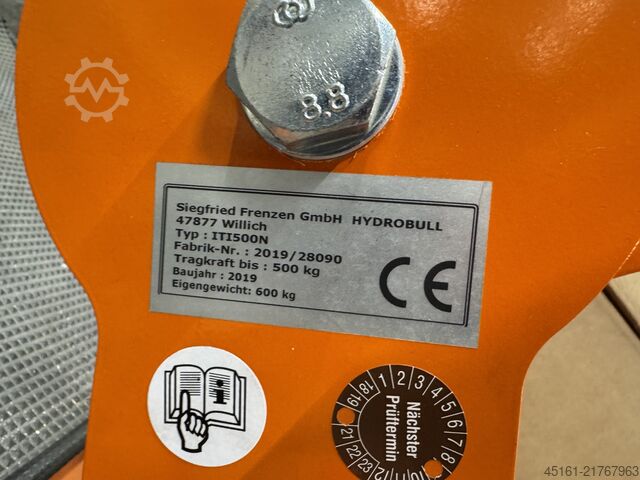 8.8
Siegfried Frenzen GmbH HYDROBULL
47877 Willich
Typ : ITI500N
Fabrik-Nr. : 2019/28090
Tragkraft bis : 500 kg
Baujahr : 2019
Eigengewicht: 600 kg
CE
i
18 1 2 3 4 5 6 7 8
19 21 22 23
Nächster
Prüftermin
45161-21767963